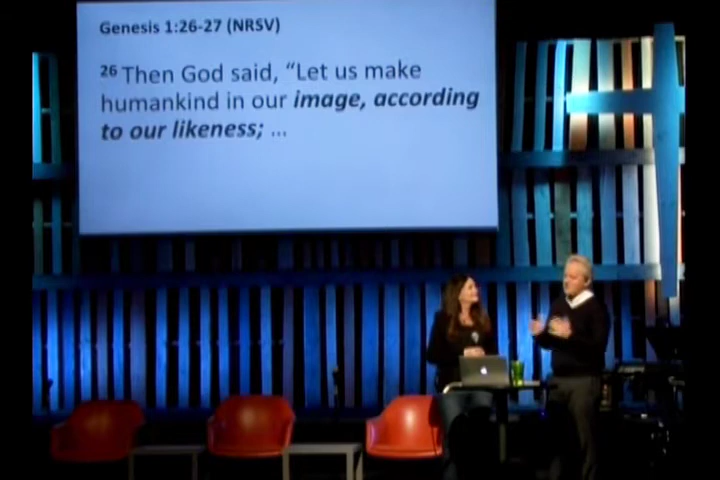 Genesis 1:26-27 (NRSV)
26 Then God said, “Let us make
humankind in our image, according
to our likeness; ...